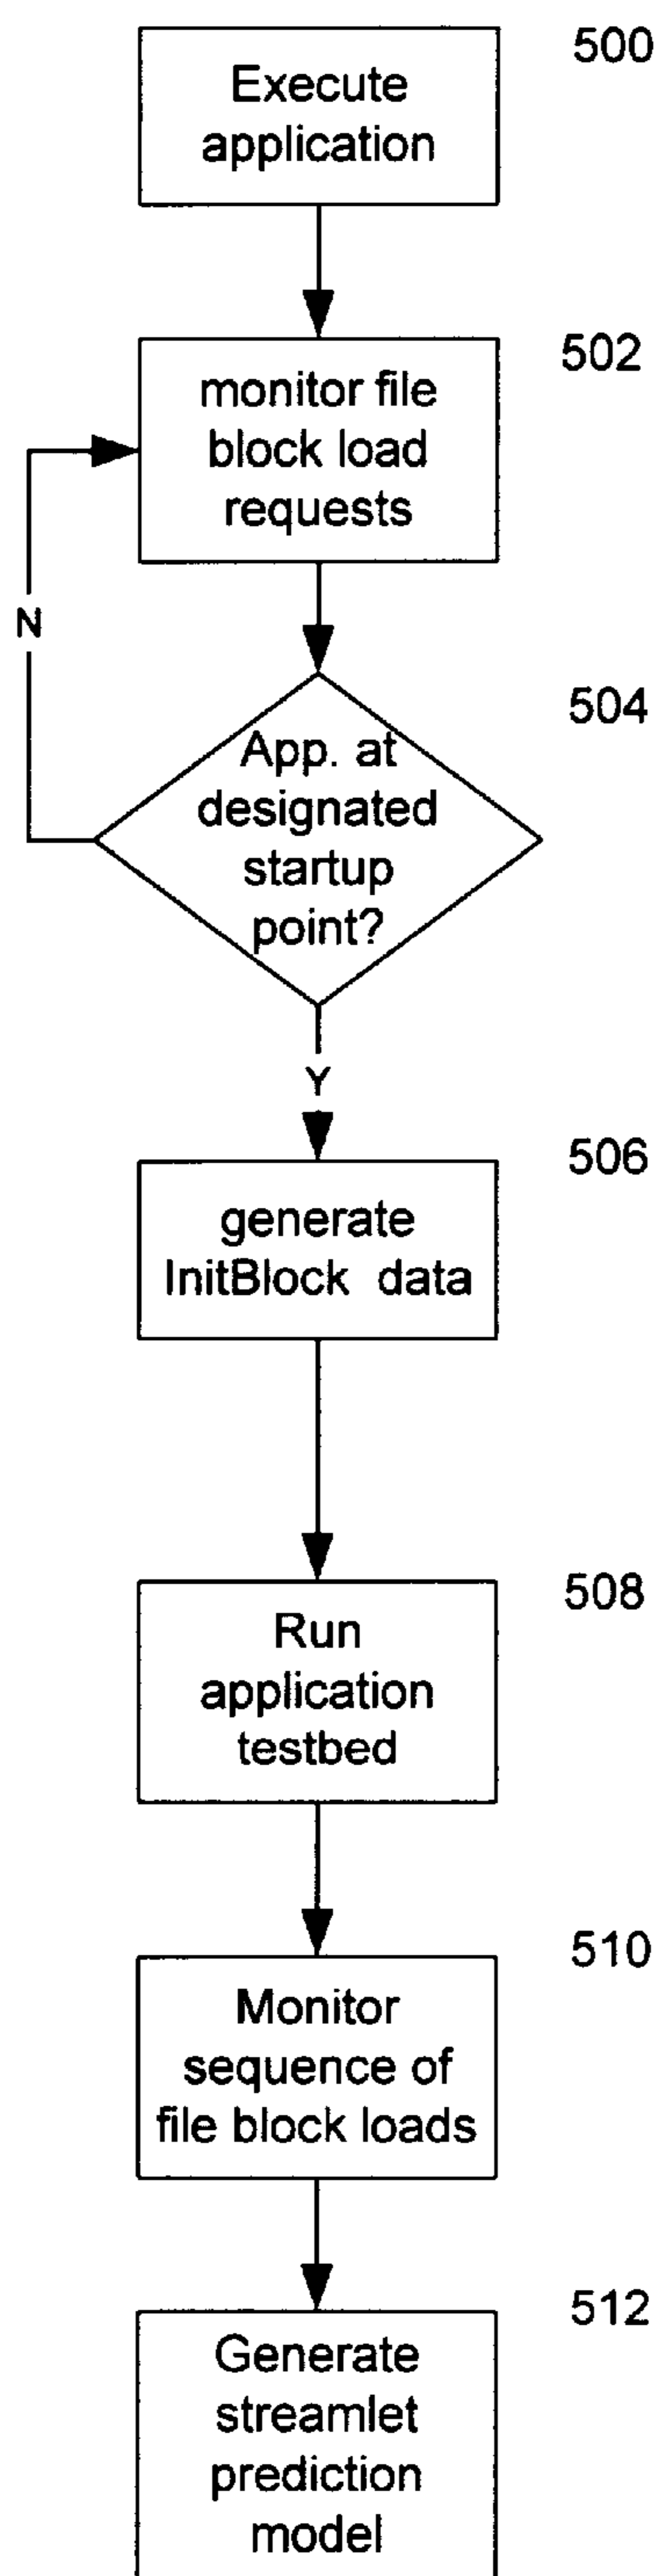 500
Execute
application
502
monitor file
block load
requests
N
504
App. at
designated
startup
point?
Y
506
generate
InitBlock data
508
Run
application
testbed
510
Monitor
sequence of
file block loads
512
Generate
streamlet
prediction
model